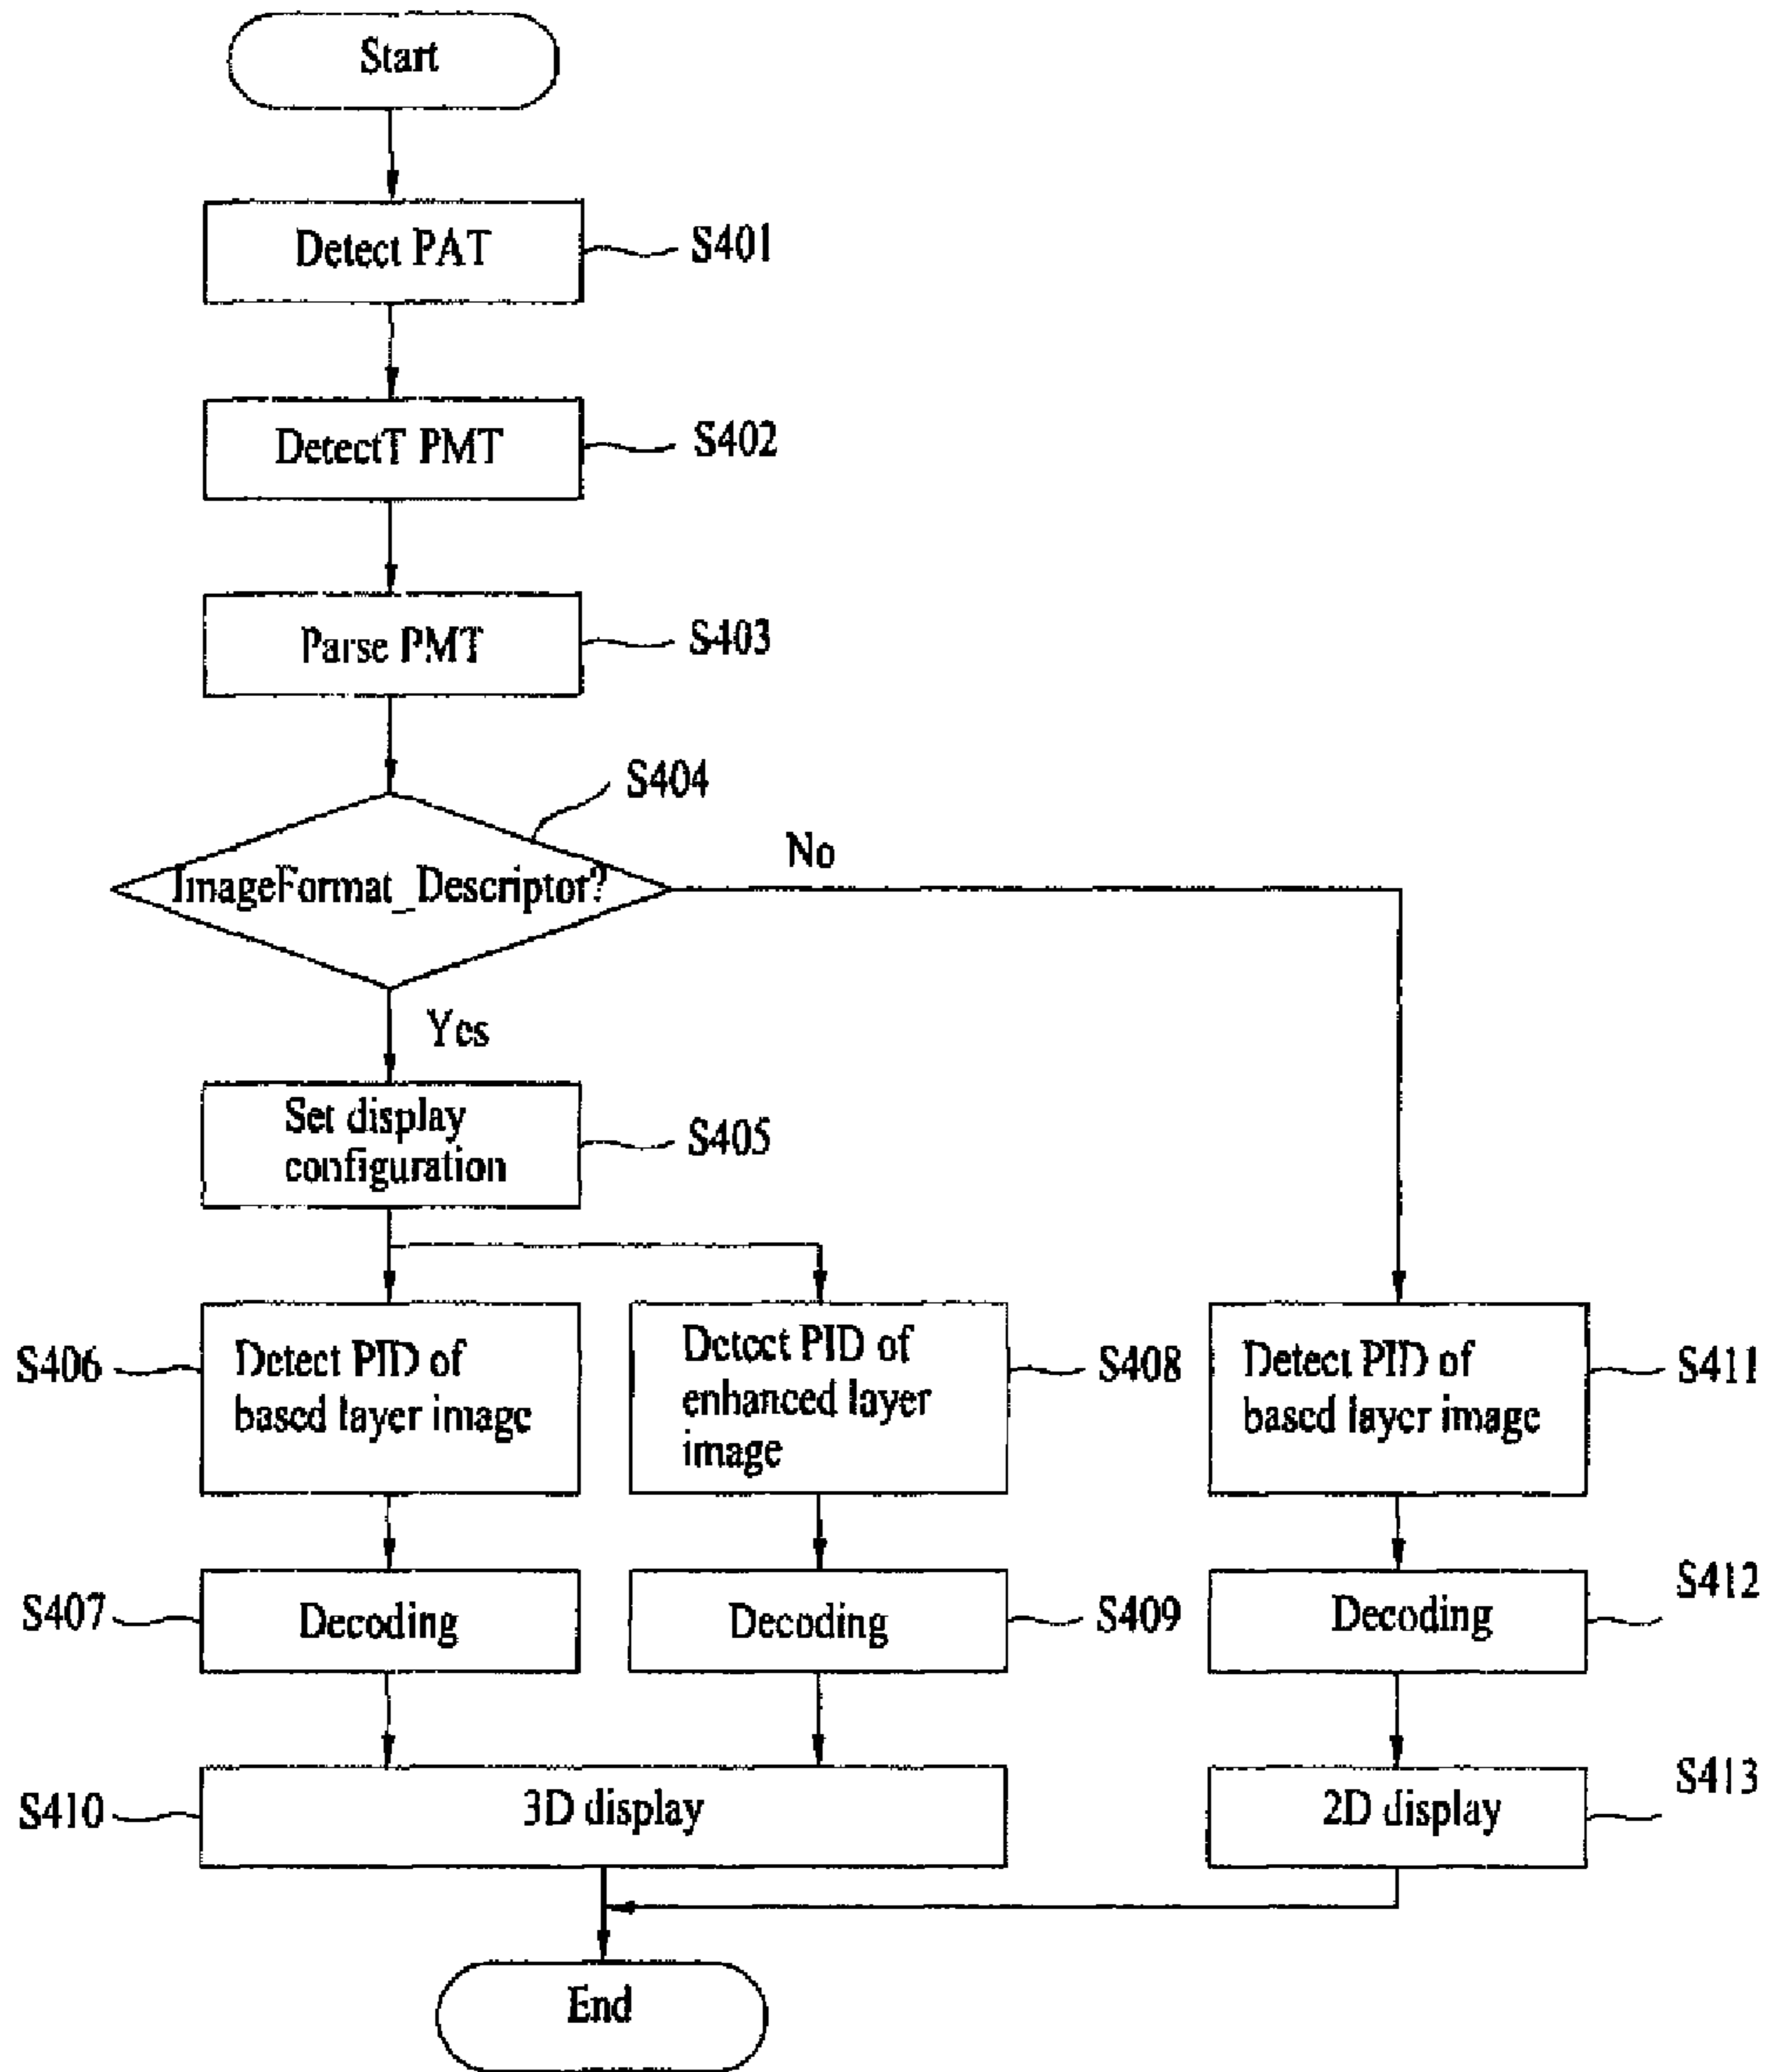 Start
Detect PAT
S401
DetectT PMT
S402
Parse PMT
S403
S404
ImageFormat_Descriptor?
No
Yes
Set display
configuration
S405
S406
Detect PID of
based layer image
Detect PID of
enhanced layer
image
S408
Detect PID of
based layer image
S411
S407
Decoding
Decoding
S409
Decoding
S412
S410
3D display
2D display
S413
End